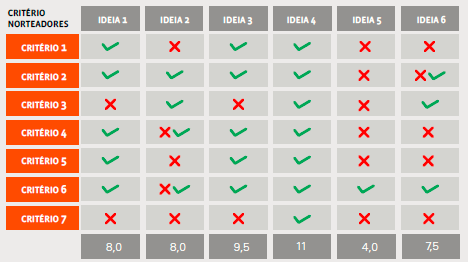 CRITÉRIO
NORTEADORES
IDEIA 1 IDEIA 2 IDEIA 3 IDEIA 4 IDEIA 5 IDEIA 6
CRITÉRIO 1
CRITÉRIO 2
CRITÉRIO 3
CRITÉRIO 4
CRITÉRIO 5
CRITÉRIO 6
CRITÉRIO 7
8,0 8,0 9,5 11 4,0 7,5